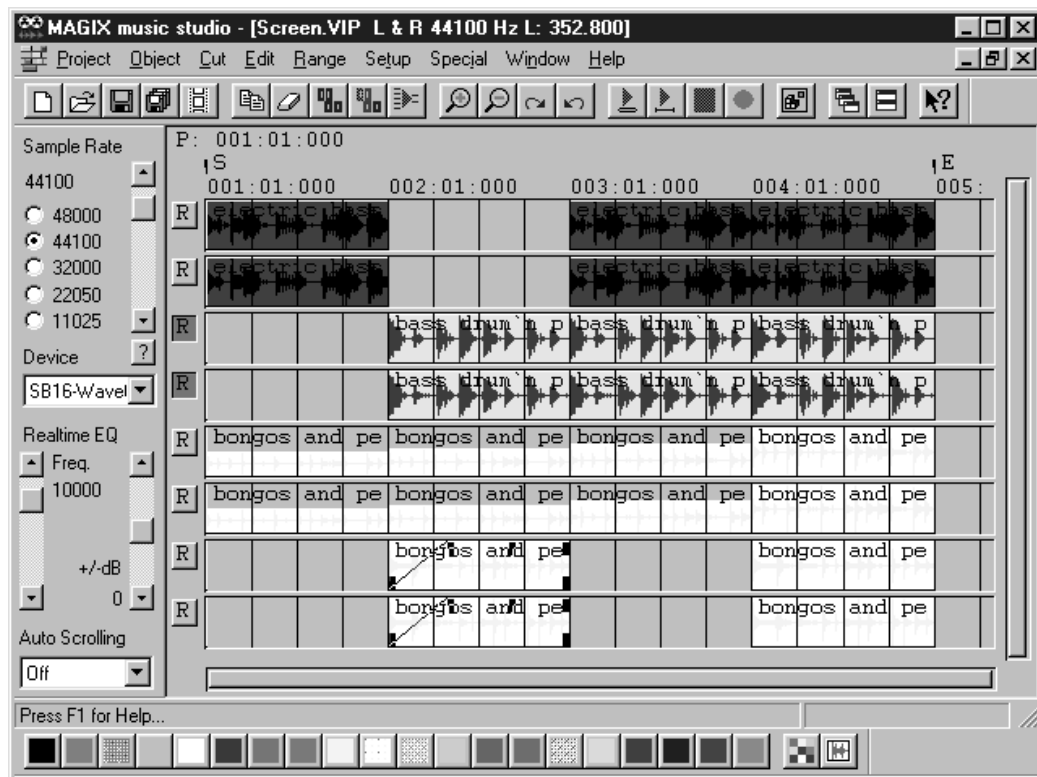 MAGIX music studio - [Screen.VIP L & R 44100 Hz L: 352.800]
Project Object Cut Edit Range Setup Special Window Help
Sample Rate
44100
48000
44100
32000
22050
11025
Device
?
SB16-Wavel
Realtime EQ
Freq.
10000
+/-dB
0
Auto Scrolling
Off
P: 001:01:000
S E
001:01:000 002:01:000 003:01:000 004:01:000 005:
R electric bass electric bass electric bass
R electric bass electric bass electric bass
R bass drum`n p bass drum`n p bass drum`n p
R bass drum`n p bass drum`n p bass drum`n p
R bongos and pe bongos and pe bongos and pe bongos and pe
R bongos and pe bongos and pe bongos and pe bongos and pe
R bongos and pe bongos and pe
R bongos and pe bongos and pe
Press F1 for Help...